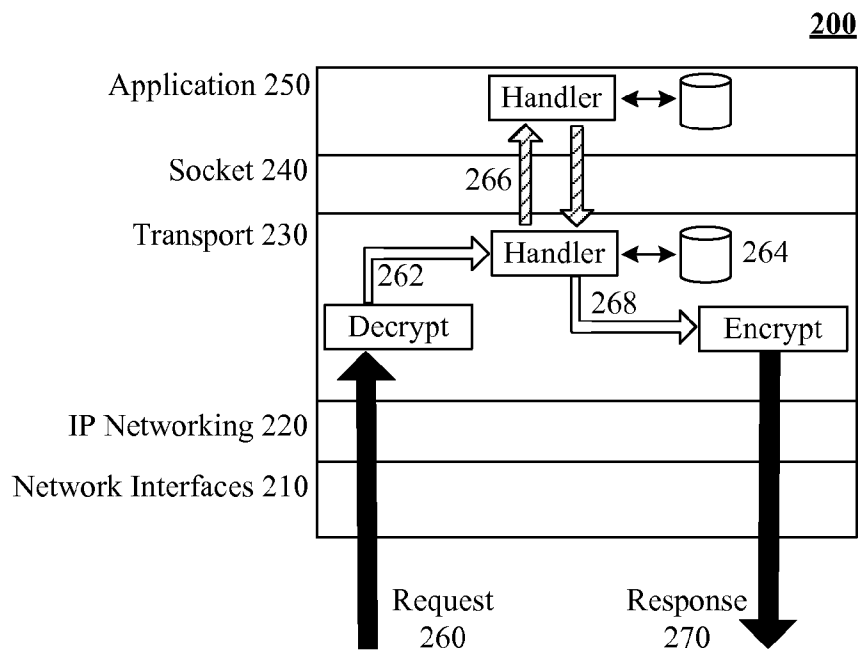 200
Application 250
Handler
Socket 240
266
Transport 230
Handler
264
262
268
Decrypt
Encrypt
IP Networking 220
Network Interfaces 210
Request
260
Response
270